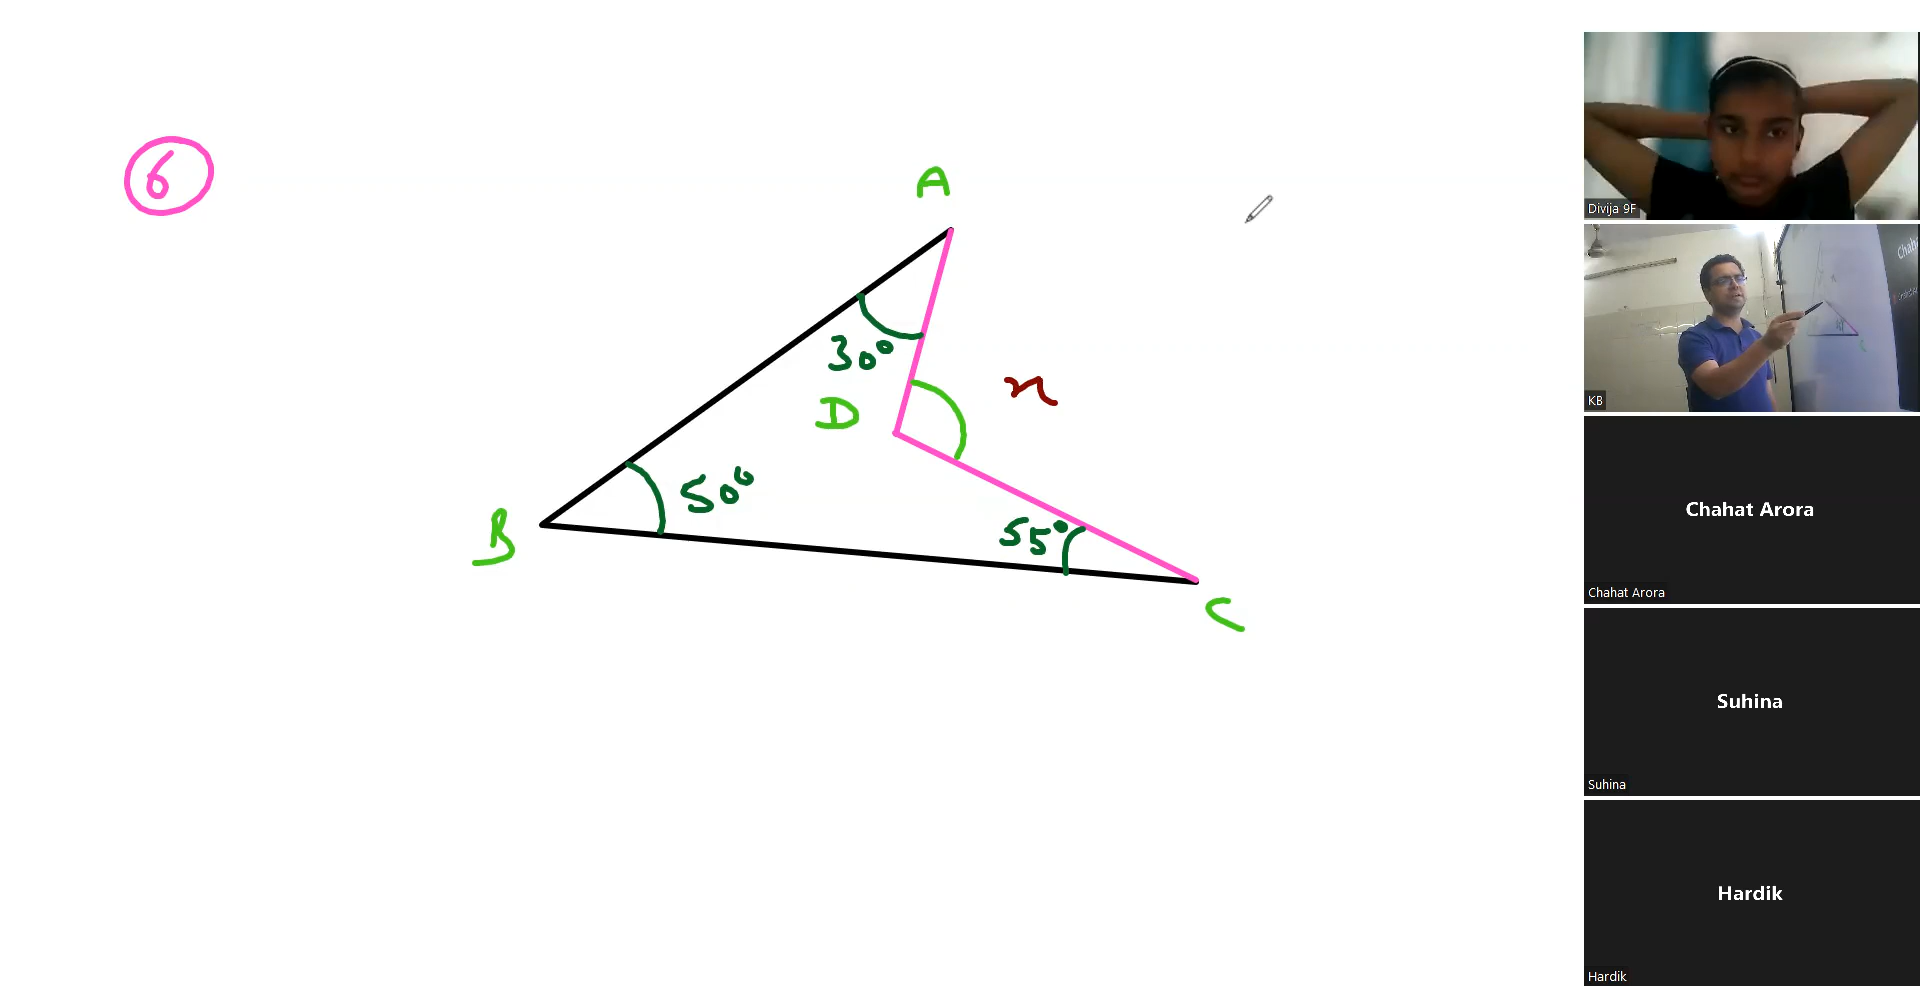 6
A
30°
x
D
50°
55°
B
C
Divija 9F
KB
Chahat Arora
Chahat Arora
Suhina
Suhina
Hardik
Hardik